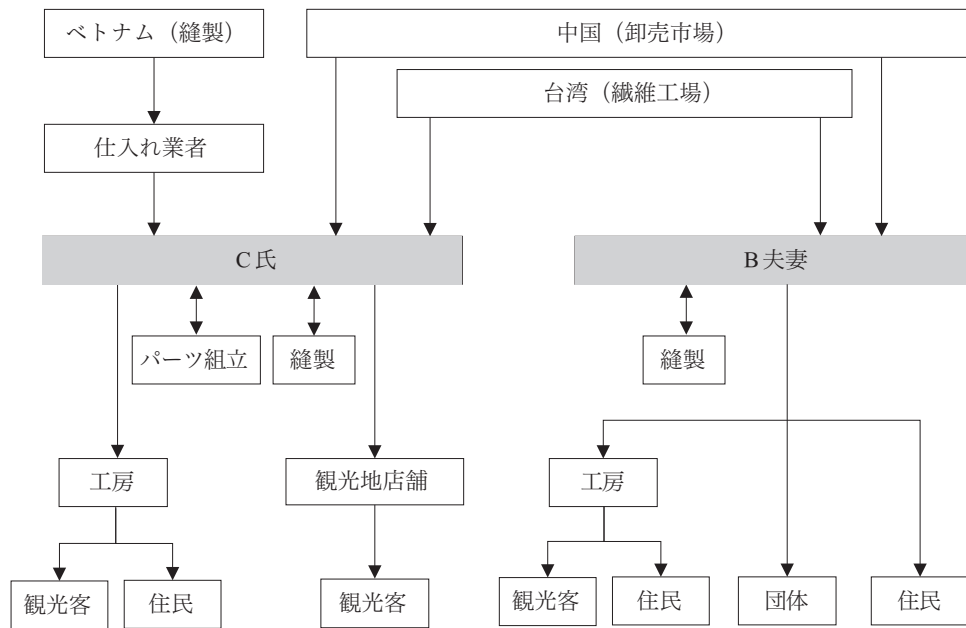 ベトナム（縫製）
中国（卸売市場）
台湾（繊維工場）
仕入れ業者
C氏
B夫妻
パーツ組立
縫製
縫製
工房
観光地店舗
工房
観光客
住民
観光客
観光客
住民
団体
住民